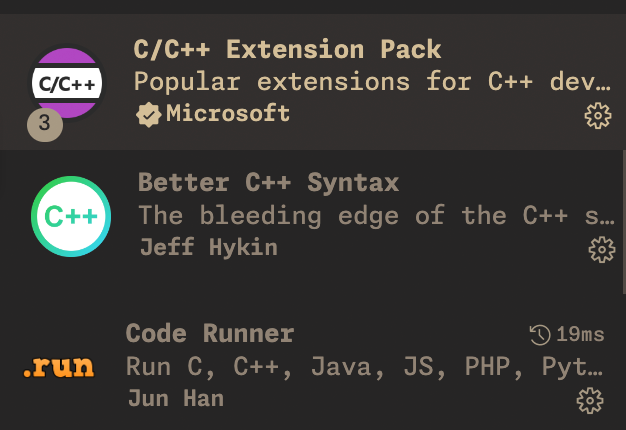 C/C++ Extension Pack
C/C++
Popular extensions for C++ dev…
3
Microsoft
Better C++ Syntax
C++
The bleeding edge of the C++ s…
Jeff Hykin
Code Runner
19ms
.run
Run C, C++, Java, JS, PHP, Pyt…
Jun Han